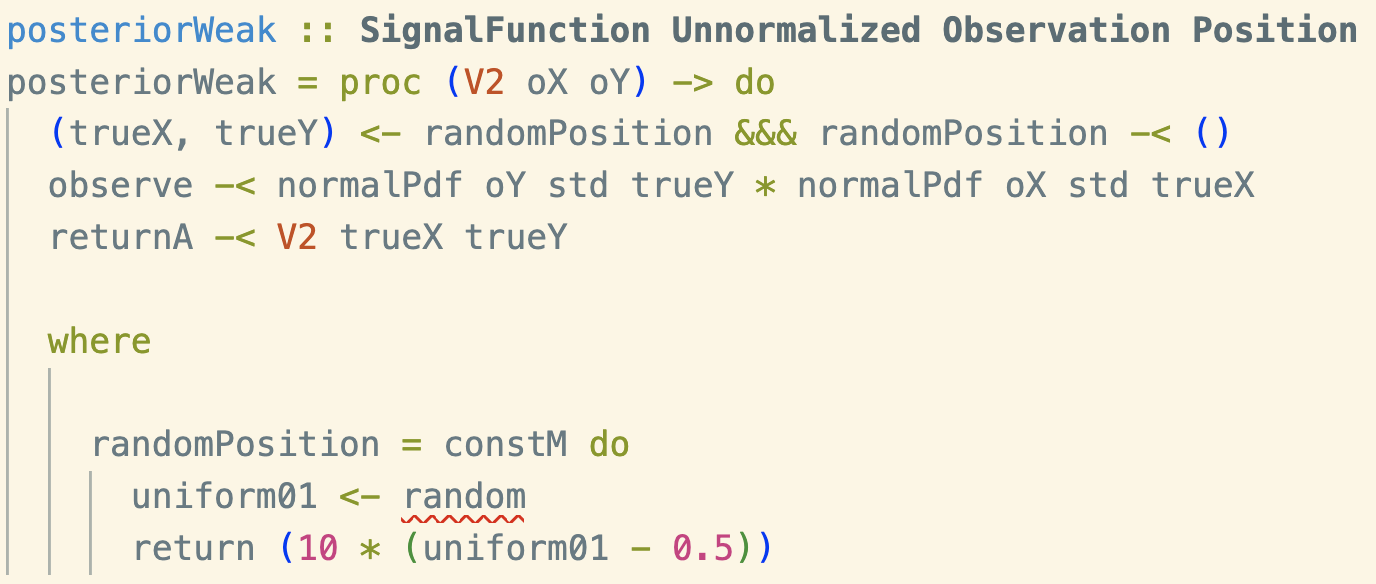 posteriorWeak :: SignalFunction Unnormalized Observation Position
posteriorWeak = proc (V2 oX oY) -> do
  (trueX, trueY) <- randomPosition &&& randomPosition -< ()
  observe -< normalPdf oY std trueY * normalPdf oX std trueX
  returnA -< V2 trueX trueY

  where

    randomPosition = constM do
      uniform01 <- random
      return (10 * (uniform01 - 0.5))